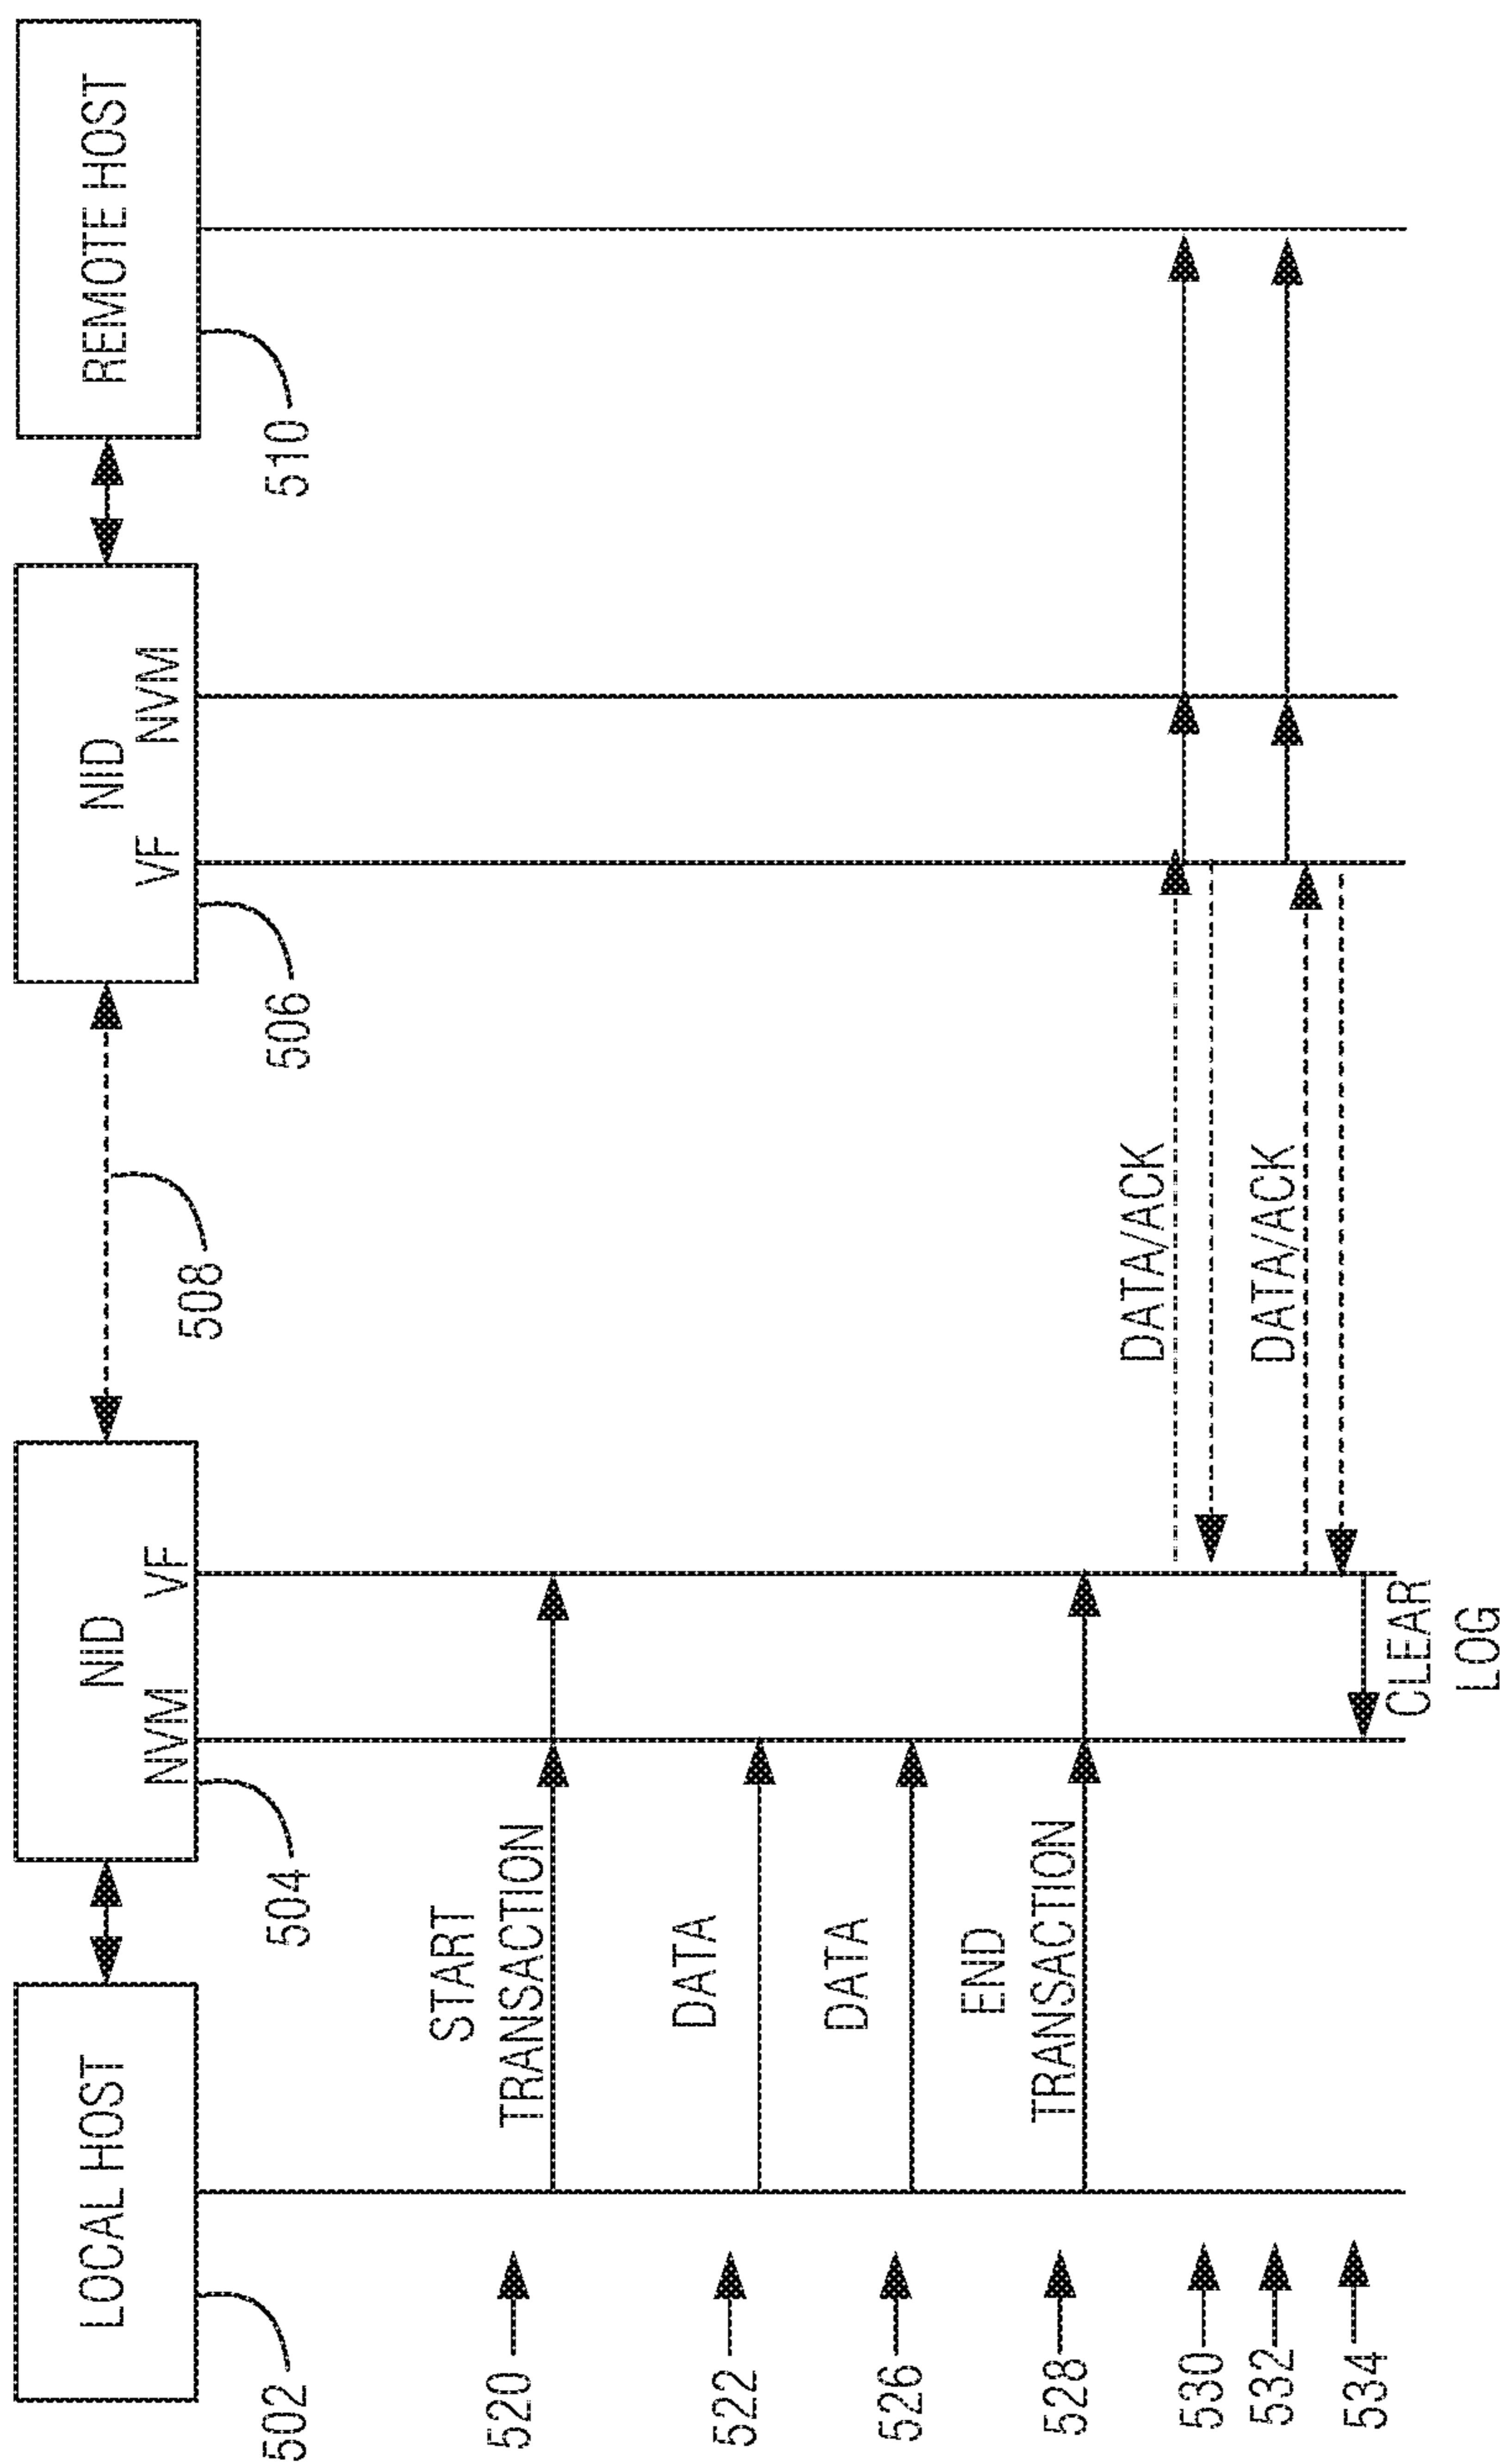 LOCAL HOST
NID
NVM VF
NID
VF NVM
REMOTE HOST
502
504
508
506
510
520
START
TRANSACTION
522
DATA
526
DATA
528
END
TRANSACTION
530
DATA/ACK
532
DATA/ACK
534
CLEAR
LOG